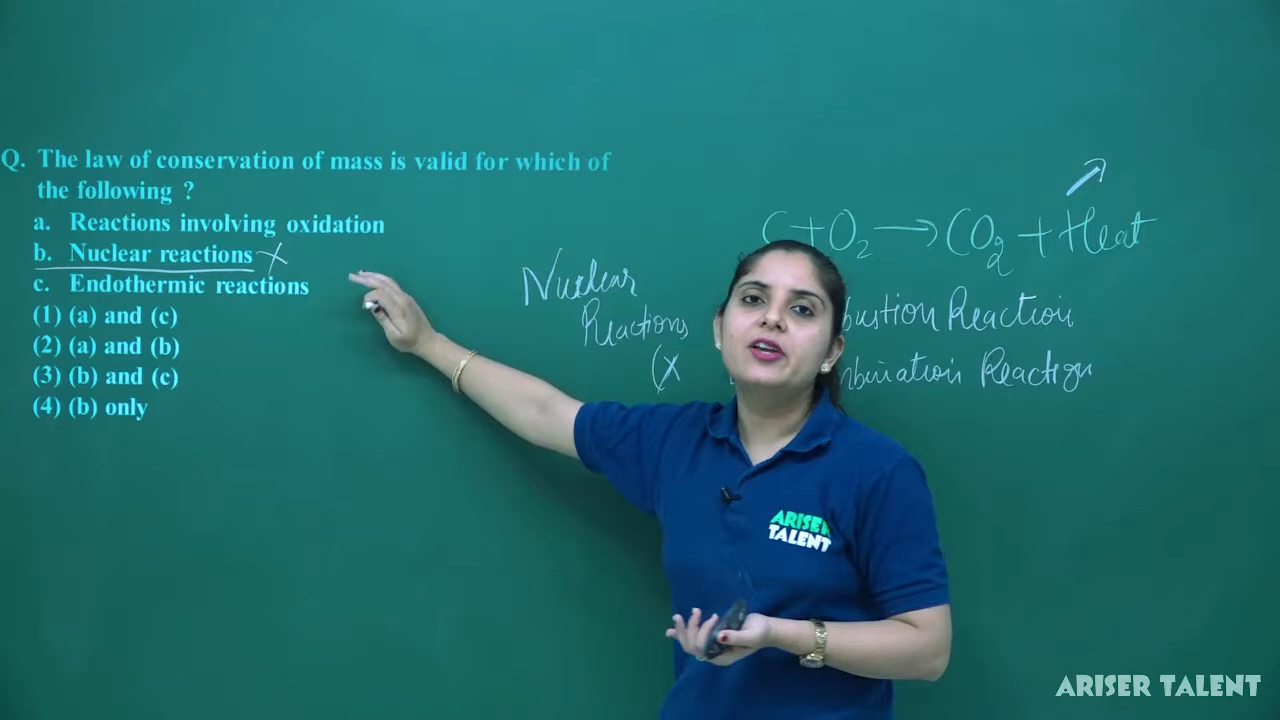 Q. The law of conservation of mass is valid for which of
the following ?
a. Reactions involving oxidation
b. Nuclear reactions X
c. Endothermic reactions
(1) (a) and (c)
(2) (a) and (b)
(3) (b) and (c)
(4) (b) only
C+O2 → CO2 + Heat
Nuclear
Reactions
(X
bustion Reaction
mbination Reaction
ARISER
TALENT
ARISER TALENT